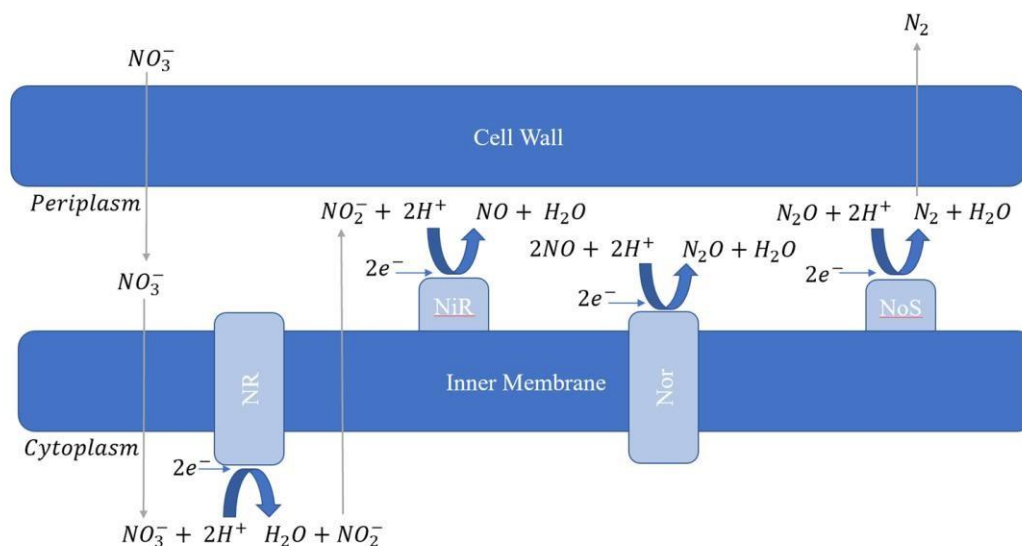 N₂
NO₃⁻
Cell Wall
Periplasm
NO₂⁻ + 2H⁺ NO + H₂O
N₂O + 2H⁺ N₂ + H₂O
2NO + 2H⁺ N₂O + H₂O
2e⁻
NO₃⁻
2e⁻
2e⁻
NiR
NoS
NR
Inner Membrane
Nor
Cytoplasm
2e⁻
NO₃⁻ + 2H⁺ H₂O + NO₂⁻